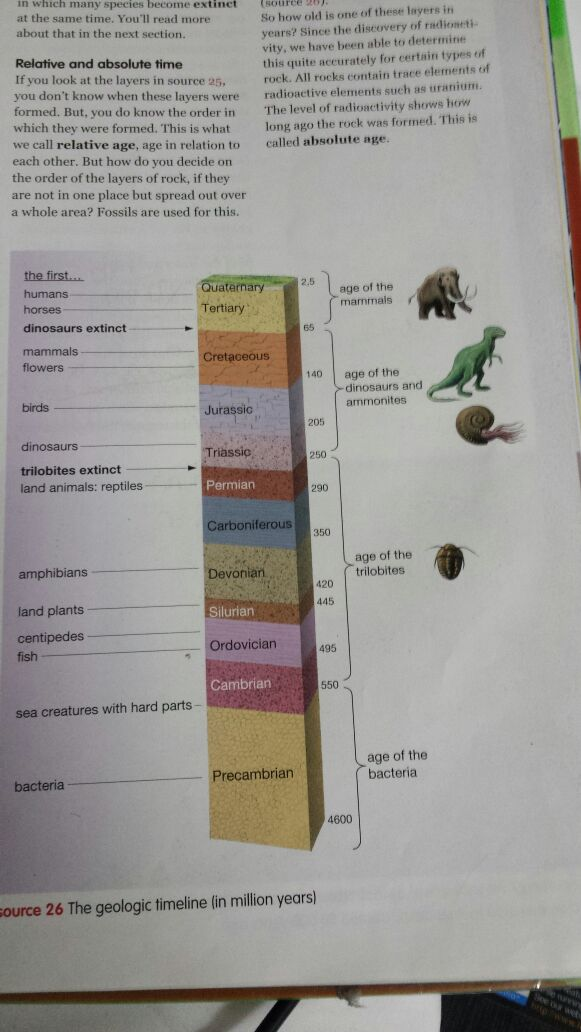 in which many species become extinct
at the same time. You'll read more
about that in the next section.
Relative and absolute time
If you look at the layers in source 25,
you don't know when these layers were
formed. But, you do know the order in
which they were formed. This is what
we call relative age, age in relation to
each other. But how do you decide on
the order of the layers of rock, if they
are not in one place but spread out over
a whole area? Fossils are used for this.
(source 26).
So how old is one of these layers in
years? Since the discovery of radioacti-
vity, we have been able to determine
this quite accurately for certain types of
rock. All rocks contain trace elements of
radioactive elements such as uranium.
The level of radioactivity shows how
long ago the rock was formed. This is
called absolute age.
the first...
humans
horses
dinosaurs extinct
mammals
flowers
birds
dinosaurs
trilobites extinct
land animals: reptiles
amphibians
land plants
centipedes
fish
sea creatures with hard parts
bacteria
Quaternary
Tertiary
Cretaceous
Jurassic
Triassic
Permian
Carboniferous
Devonian
Silurian
Ordovician
Cambrian
Precambrian
2,5
65
140
205
250
290
350
420
445
495
550
4600
age of the
mammals
age of the
dinosaurs and
ammonites
age of the
trilobites
age of the
bacteria
source 26 The geologic timeline (in million years)